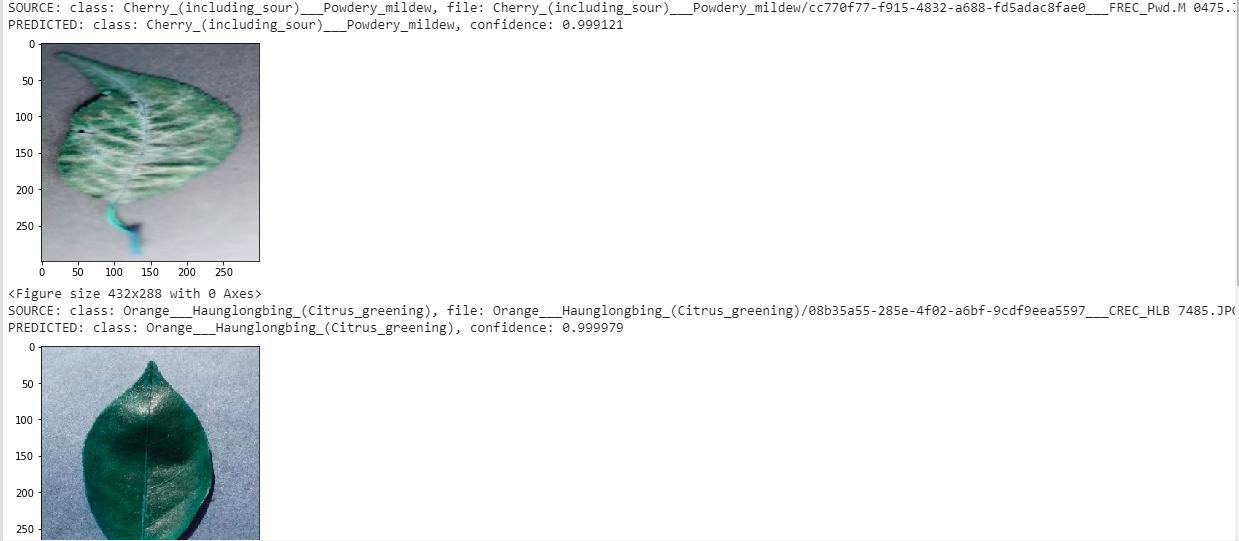 SOURCE: class: Cherry_(including_sour)___Powdery_mildew, file: Cherry_(including_sour)___Powdery_mildew/cc770f77-f915-4832-a688-fd5adac8fae0___FREC_Pwd.M 0475.
PREDICTED: class: Cherry_(including_sour)___Powdery_mildew, confidence: 0.999121
0
50
100
150
200
250
0 50 100 150 200 250
<Figure size 432x288 with 0 Axes>
SOURCE: class: Orange___Haunglongbing_(Citrus_greening), file: Orange___Haunglongbing_(Citrus_greening)/08b35a55-285e-4f02-a6bf-9cdf9eea5597___CREC_HLB 7485.JPG
PREDICTED: class: Orange___Haunglongbing_(Citrus_greening), confidence: 0.999979
0
50
100
150
200
250